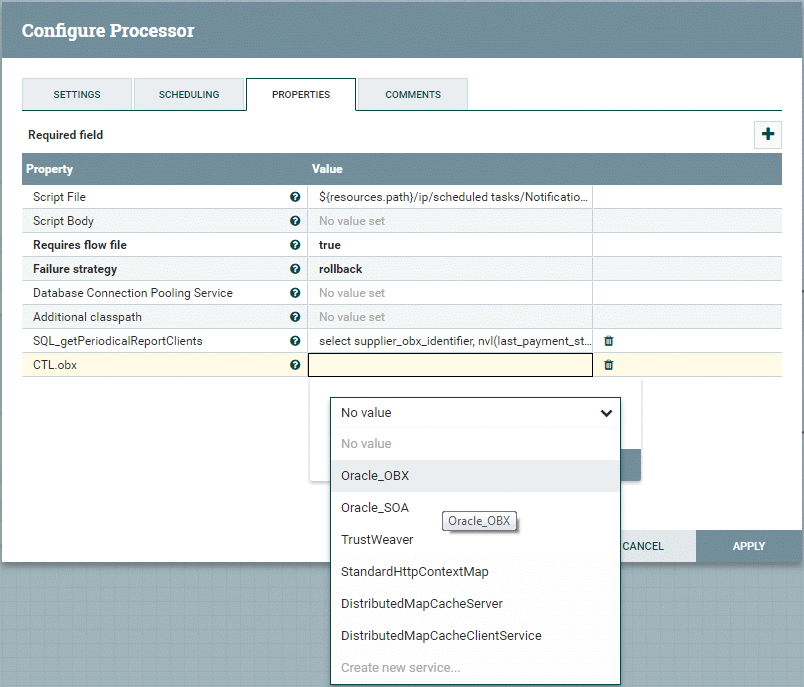 Configure Processor
SETTINGS SCHEDULING PROPERTIES COMMENTS
Required field
Property Value
Script File ${resources.path}/ip/scheduled tasks/Notificatio...
Script Body No value set
Requires flow file true
Failure strategy rollback
Database Connection Pooling Service No value set
Additional classpath No value set
SQL_getPeriodicalReportClients select supplier_obx_identifier, nvl(last_payment_st...
CTL.obx
No value
No value
Oracle_OBX
Oracle_SOA
Oracle_OBX
TrustWeaver
CANCEL APPLY
StandardHttpContextMap
DistributedMapCacheServer
DistributedMapCacheClientService
Create new service...